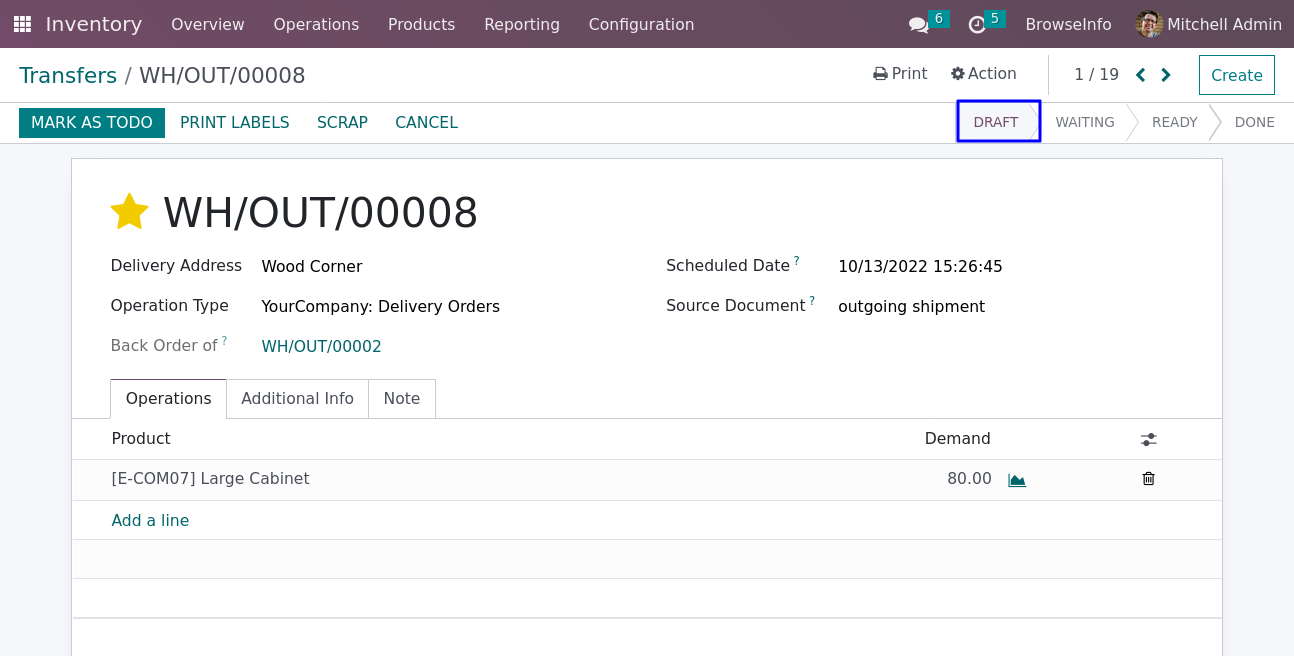 Inventory Overview Operations Products Reporting Configuration 6 5 BrowseInfo Mitchell Admin
Transfers / WH/OUT/00008 Print Action 1 / 19 Create
MARK AS TODO PRINT LABELS SCRAP CANCEL DRAFT WAITING READY DONE
WH/OUT/00008
Delivery Address Wood Corner Scheduled Date ? 10/13/2022 15:26:45
Operation Type YourCompany: Delivery Orders Source Document ? outgoing shipment
Back Order of ? WH/OUT/00002
Operations Additional Info Note
Product Demand
[E-COM07] Large Cabinet 80.00
Add a line